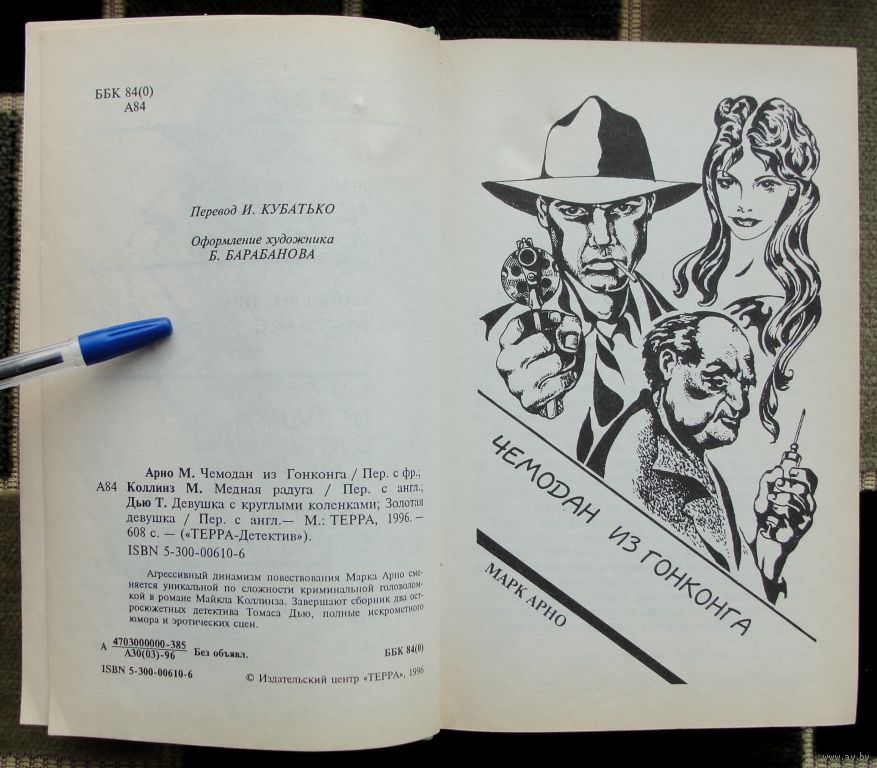 ББК 84(0)
А84
Перевод И. КУБАТЬКО
Оформление художника
Б. БАРАБАНОВА
Арно М. Чемодан из Гонконга / Пер. с фр.;
А84 Коллинз М. Медная радуга / Пер. с англ.;
Дью Т. Девушка с круглыми коленками; Золотая
девушка / Пер. с англ.— М.: ТЕРРА, 1996. —
608 с. — («ТЕРРА-Детектив»).
ISBN 5-300-00610-6
Агрессивный динамизм повествования Марка Арно сме-
няется уникальной по сложности криминальной головолом-
кой в романе Майкла Коллинза. Завершают сборник два ост-
росюжетных детектива Томаса Дью, полные искрометного
юмора и эротических сцен.
А 4703000000-385
А30(03)-96
Без объявл.
ББК 84(0)
ISBN 5-300-00610-6
© Издательский центр «ТЕРРА», 1996
ЧЕМОДАН ИЗ ГОНКОНГА
МАРК АРНО
www.ay.by